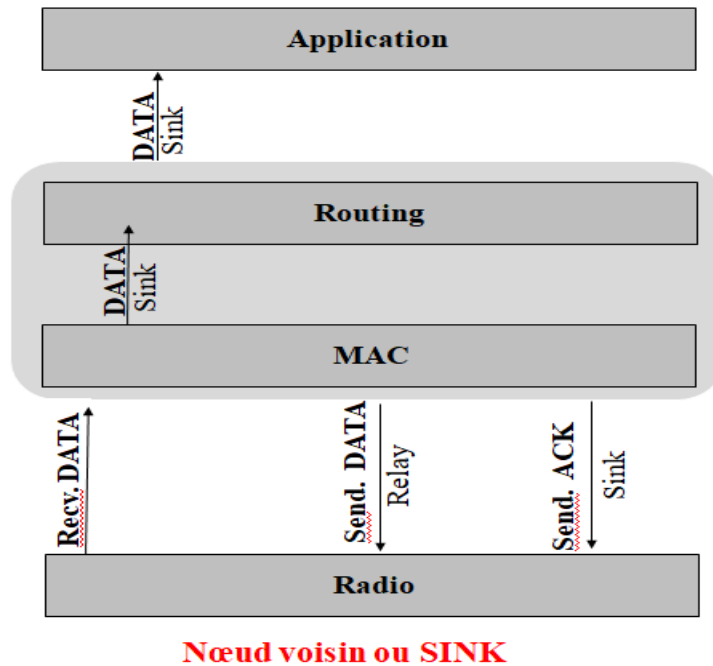 Application
DATA
Sink
Routing
DATA
Sink
MAC
Recv. DATA
Send. DATA
Relay
Send. ACK
Sink
Radio
Nœud voisin ou SINK